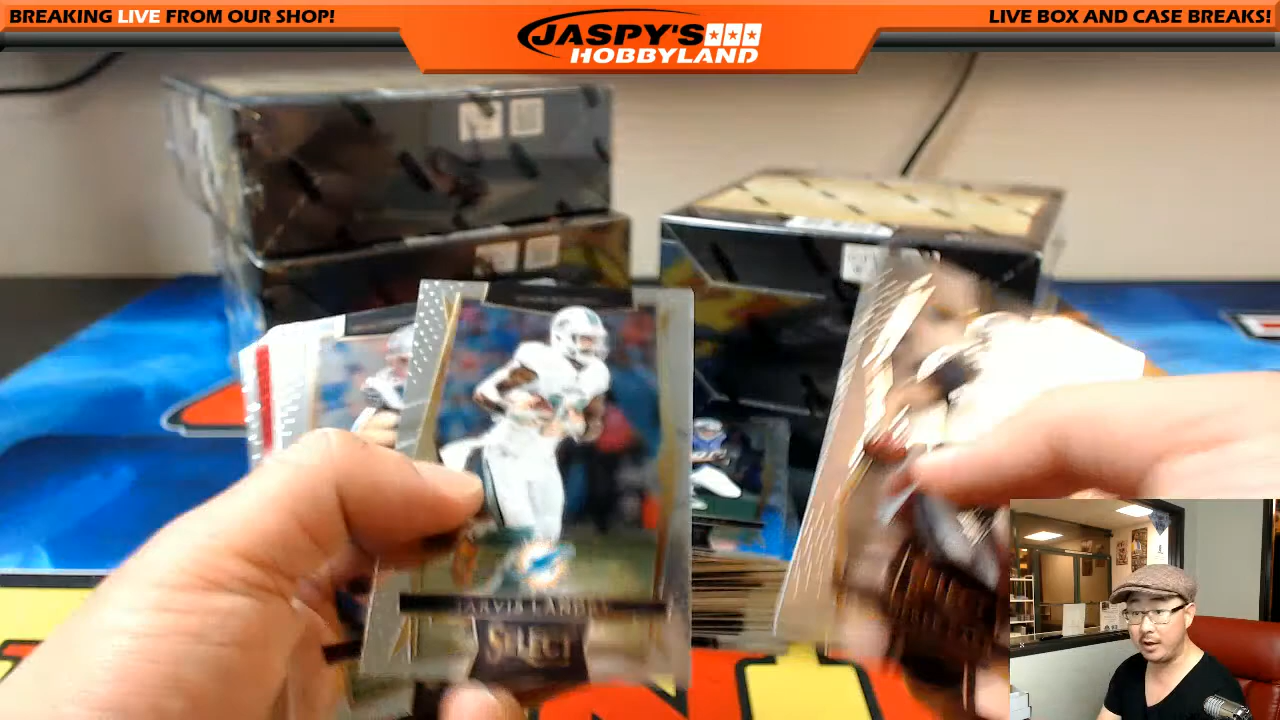 BREAKING LIVE FROM OUR SHOP!
JASPY'S
HOBBYLAND
LIVE BOX AND CASE BREAKS!
JARVIS LANDRY
SELECT